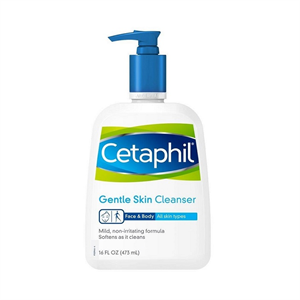 Cetaphil
Gentle Skin Cleanser
Face & Body All skin types
Mild, non-irritating formula
Softens as it cleans
16 FL OZ (473 mL)